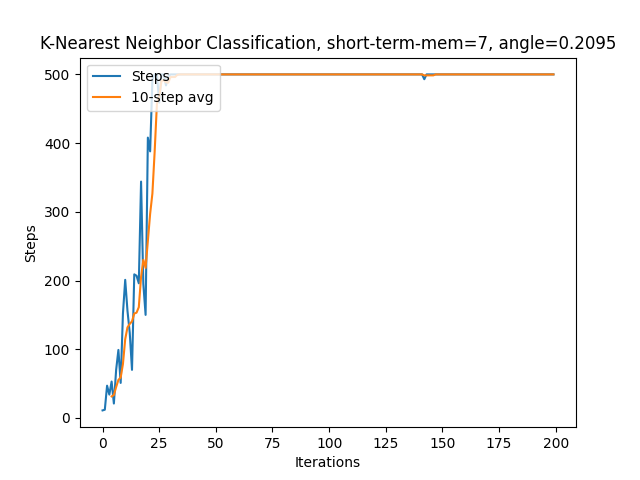 K-Nearest Neighbor Classification, short-term-mem=7, angle=0.2095
Steps
10-step avg
500
400
300
200
100
0
Steps
0 25 50 75 100 125 150 175 200
Iterations